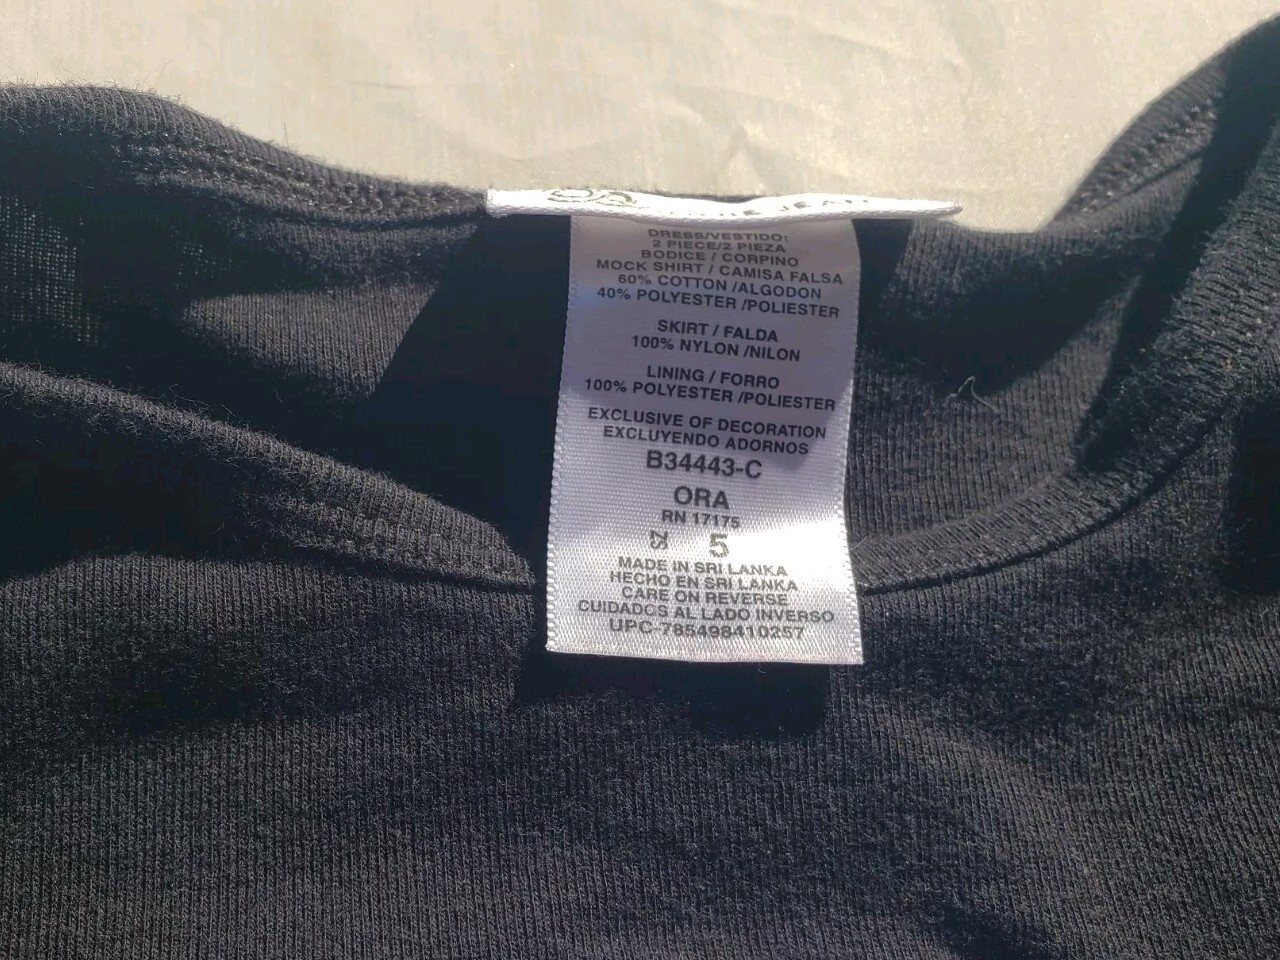 DRESS/VESTIDO:
2 PIECE/2 PIEZA
BODICE / CORPINO
MOCK SHIRT / CAMISA FALSA
60% COTTON /ALGODON
40% POLYESTER /POLIESTER
SKIRT / FALDA
100% NYLON /NILON
LINING / FORRO
100% POLYESTER /POLIESTER
EXCLUSIVE OF DECORATION
EXCLUYENDO ADORNOS
B34443-C
ORA
RN 17175
5
MADE IN SRI LANKA
HECHO EN SRI LANKA
CARE ON REVERSE
CUIDADOS AL LADO INVERSO
UPC-785498410257